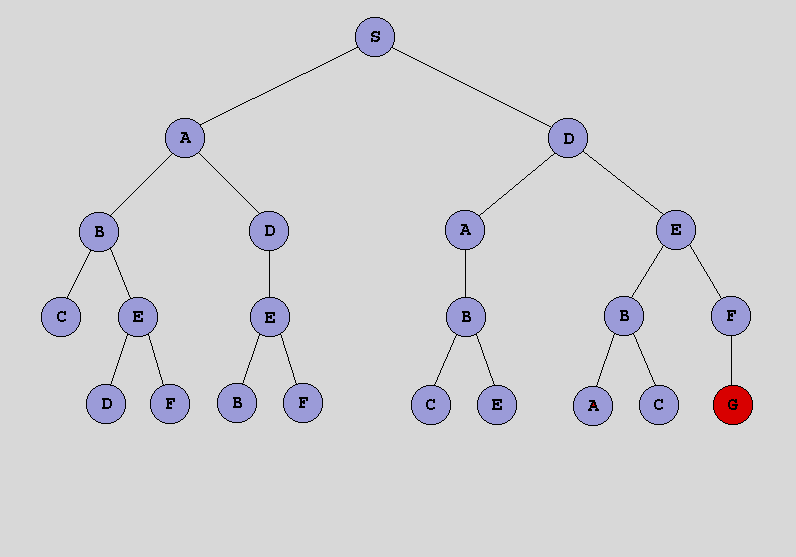 S
A D
B D A E
C E E B B F
D F B F C E A C G